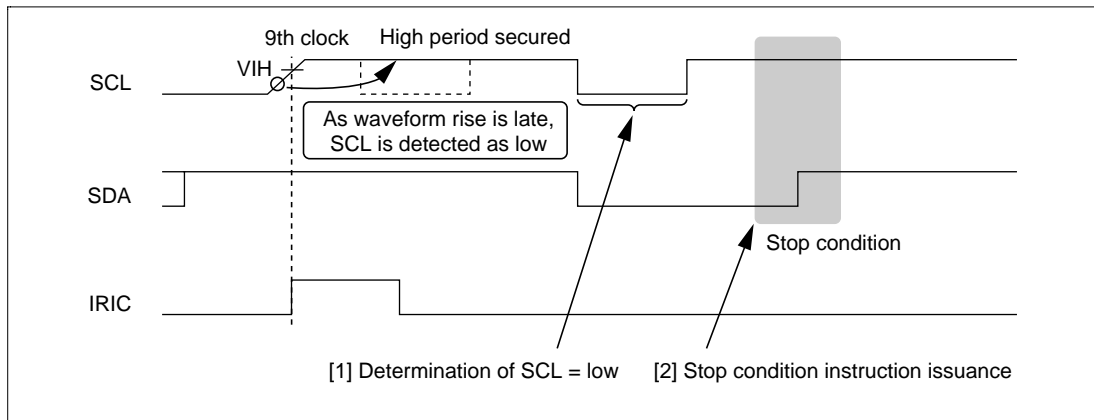 9th clock
High period secured
VIH
SCL
As waveform rise is late,
SCL is detected as low
SDA
Stop condition
IRIC
[1] Determination of SCL = low
[2] Stop condition instruction issuance